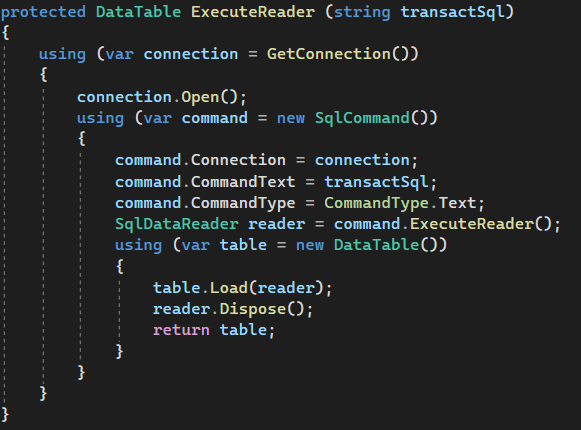 protected DataTable ExecuteReader (string transactSql)
{
    using (var connection = GetConnection())
    {
        connection.Open();
        using (var command = new SqlCommand())
        {
            command.Connection = connection;
            command.CommandText = transactSql;
            command.CommandType = CommandType.Text;
            SqlDataReader reader = command.ExecuteReader();
            using (var table = new DataTable())
            {
                table.Load(reader);
                reader.Dispose();
                return table;
            }
        }
    }
}